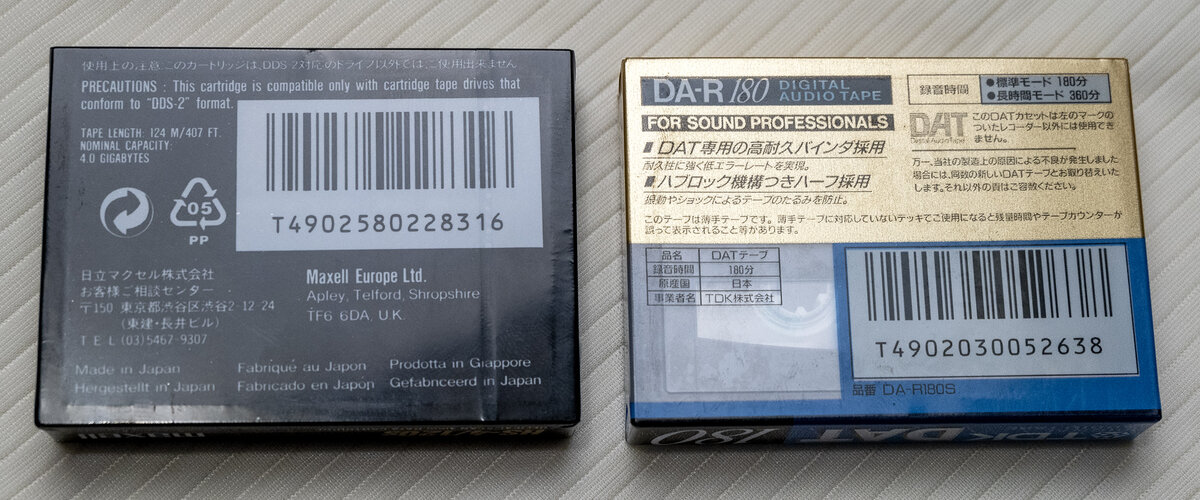 使用上の注意:このカートリッジは、DDS-2対応のドライブ以外では、ご使用出来ません
PRECAUTIONS : This cartridge is compatible only with cartridge tape drives that
conform to "DDS-2" format.
TAPE LENGTH: 124 M/407 FT.
NOMINAL CAPACITY:
4.0 GIGABYTES
T4902580228316
05
PP
日立マクセル株式会社
お客様ご相談センター
〒150 東京都渋谷区渋谷2-12-24
(東建・長井ビル)
TEL (03)5467-9307
Maxell Europe Ltd.
Apley, Telford, Shropshire
TF6 6DA, U.K.
Made in Japan Fabriqué au Japon Prodotta in Giappore
Hergestellt in Japan Fabricado en Japon Gefabriceerd in Japan
maxell
DA-R 180 DIGITAL AUDIO TAPE
FOR SOUND PROFESSIONALS
■DAT専用の高耐久バインダ採用
耐久性に強く低エラーレートを実現。
■ハブロック機構つきハーフ採用
振動やショックによるテープのたるみを防止。
録音時間
●標準モード 180分
●長時間モード 360分
DAT
Digital Audio Tape
このDATカセットは左のマークの
ついたレコーダー以外には使用でき
ません。
万一、当社の製造上の原因による不良が発生しました
場合には、同数の新しいDATテープとお取り替えいた
します。それ以外の責はご容赦ください。
このテープは薄手テープです。薄手テープに対応していないデッキでご使用になると残量時間やテープカウンターが
誤って表示されること等があります。
品名 DATテープ
録音時間 180分
原産国 日本
事業者名 TDK株式会社
T4902030052638
品番 DA-R180S
TDK DAT 180